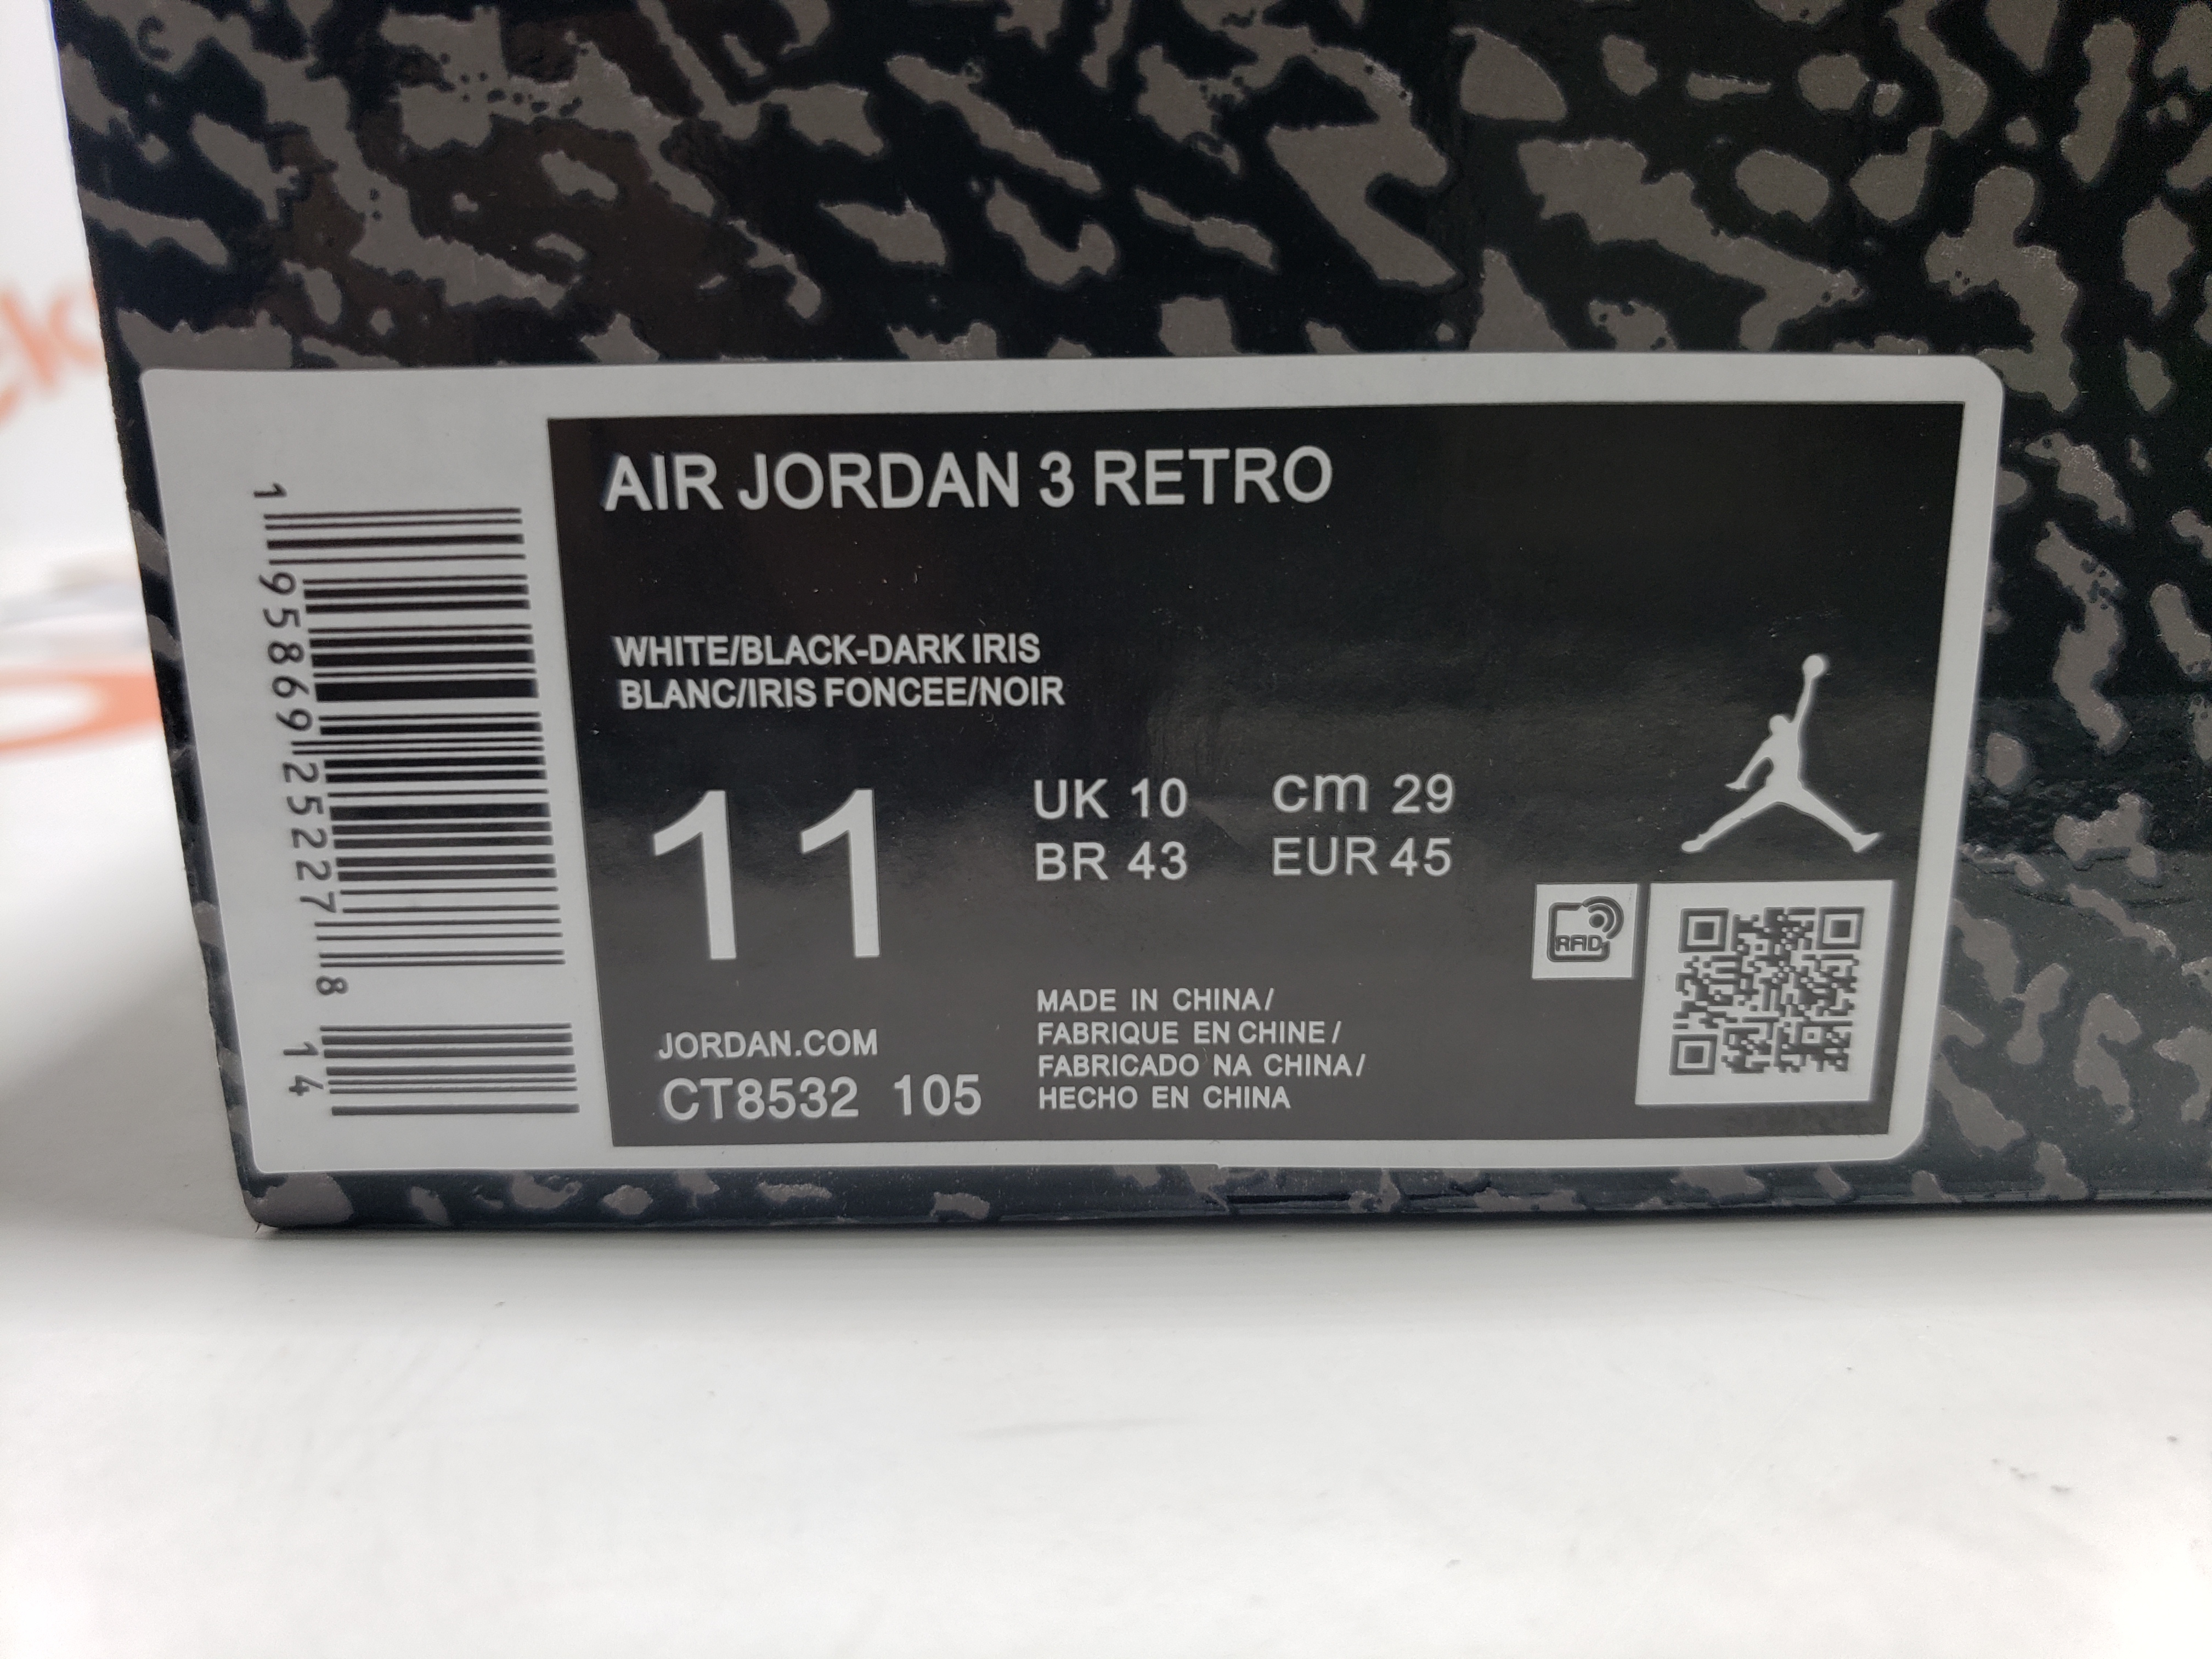 AIR JORDAN 3 RETRO
WHITE/BLACK-DARK IRIS
BLANC/IRIS FONCEE/NOIR
11
UK 10 cm 29
BR 43 EUR 45
RFID
MADE IN CHINA/
FABRIQUE EN CHINE/
FABRICADO NA CHINA/
HECHO EN CHINA
JORDAN.COM
CT8532 105
1 95869 25227 8
14